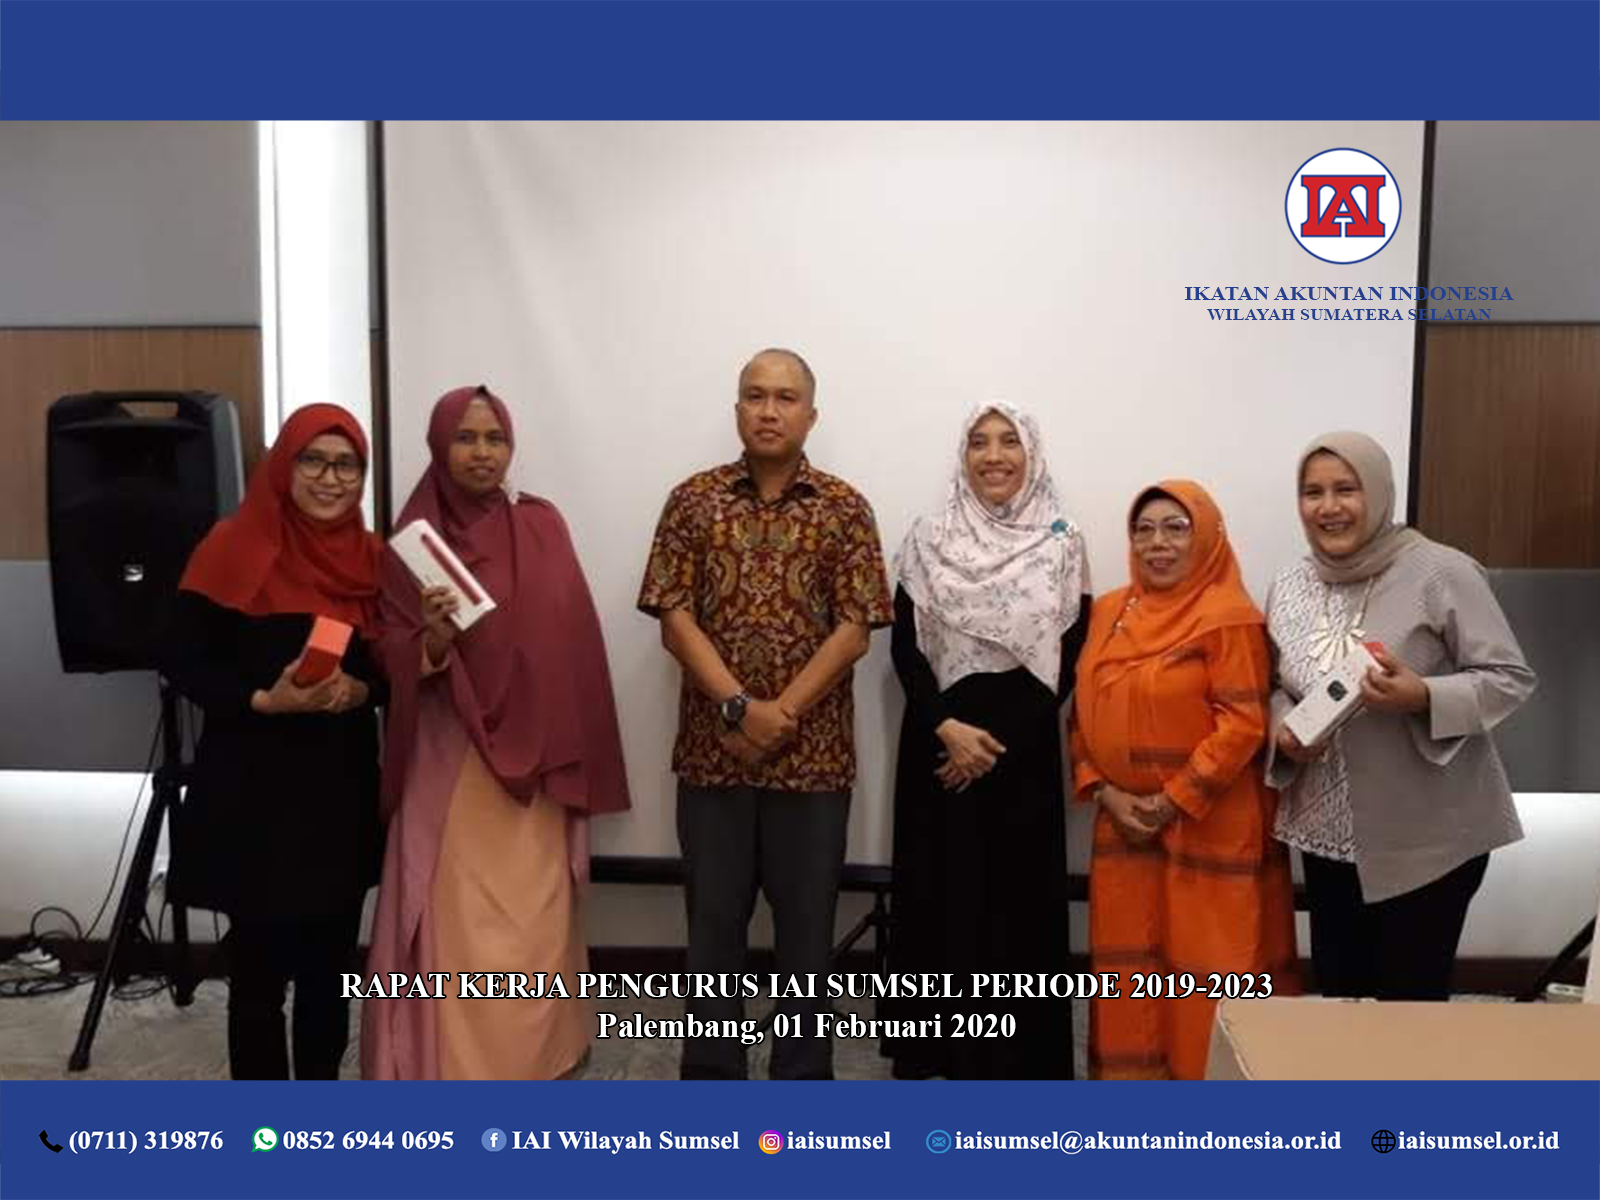 IAI
IKATAN AKUNTAN INDONESIA
WILAYAH SUMATERA SELATAN
RAPAT KERJA PENGURUS IAI SUMSEL PERIODE 2019-2023
Palembang, 01 Februari 2020
(0711) 319876 0852 6944 0695 IAI Wilayah Sumsel iaisumsel iaisumsel@akuntanindonesia.or.id iaisumsel.or.id